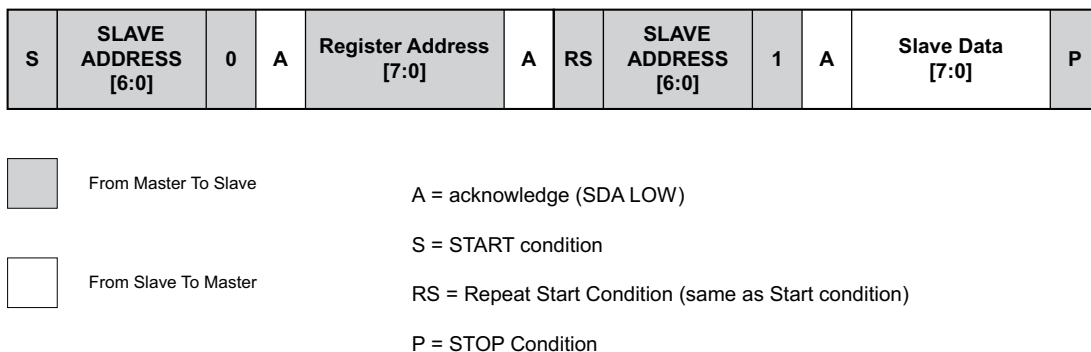 S SLAVE ADDRESS [6:0] 0 A Register Address [7:0] A RS SLAVE ADDRESS [6:0] 1 A Slave Data [7:0] P
From Master To Slave
A = acknowledge (SDA LOW)
S = START condition
From Slave To Master
RS = Repeat Start Condition (same as Start condition)
P = STOP Condition